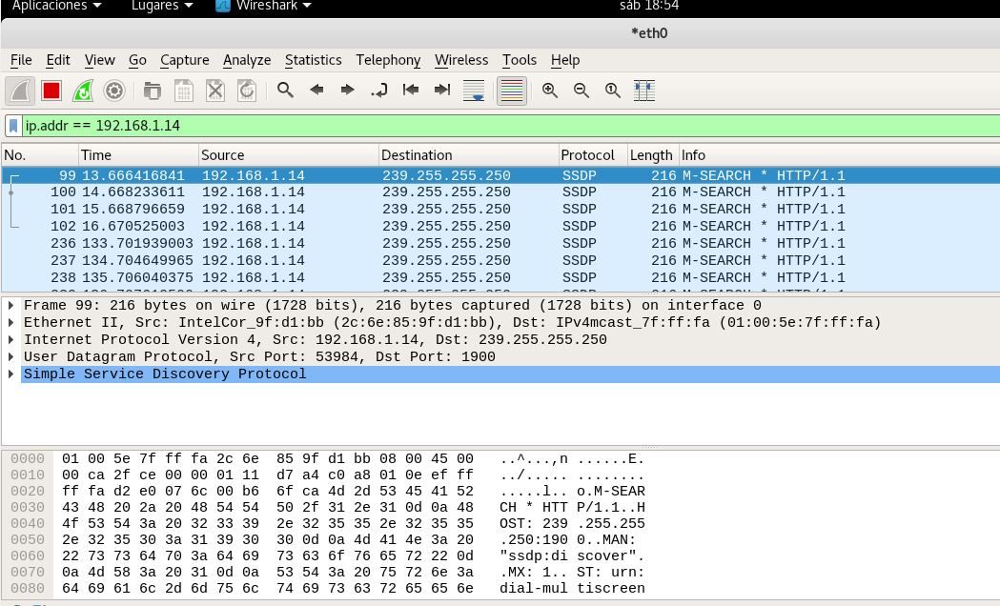 Aplicaciones Lugares Wireshark sáb 18:54
*eth0
File Edit View Go Capture Analyze Statistics Telephony Wireless Tools Help
ip.addr == 192.168.1.14
No. Time Source Destination Protocol Length Info
99 13.666416841 192.168.1.14 239.255.255.250 SSDP 216 M-SEARCH * HTTP/1.1
100 14.668233611 192.168.1.14 239.255.255.250 SSDP 216 M-SEARCH * HTTP/1.1
101 15.668796659 192.168.1.14 239.255.255.250 SSDP 216 M-SEARCH * HTTP/1.1
102 16.670525003 192.168.1.14 239.255.255.250 SSDP 216 M-SEARCH * HTTP/1.1
236 133.701939003 192.168.1.14 239.255.255.250 SSDP 216 M-SEARCH * HTTP/1.1
237 134.704649965 192.168.1.14 239.255.255.250 SSDP 216 M-SEARCH * HTTP/1.1
238 135.706040375 192.168.1.14 239.255.255.250 SSDP 216 M-SEARCH * HTTP/1.1
Frame 99: 216 bytes on wire (1728 bits), 216 bytes captured (1728 bits) on interface 0
Ethernet II, Src: IntelCor_9f:d1:bb (2c:6e:85:9f:d1:bb), Dst: IPv4mcast_7f:ff:fa (01:00:5e:7f:ff:fa)
Internet Protocol Version 4, Src: 192.168.1.14, Dst: 239.255.255.250
User Datagram Protocol, Src Port: 53984, Dst Port: 1900
Simple Service Discovery Protocol
0000 01 00 5e 7f ff fa 2c 6e 85 9f d1 bb 08 00 45 00 ..^...,n ......E.
0010 00 ca 2f ce 00 00 01 11 d7 a4 c0 a8 01 0e ef ff ../..... ........
0020 ff fa d2 e0 07 6c 00 b6 6f ca 4d 2d 53 45 41 52 .....l.. o.M-SEAR
0030 43 48 20 2a 20 48 54 54 50 2f 31 2e 31 0d 0a 48 CH * HTT P/1.1..H
0040 4f 53 54 3a 20 32 33 39 2e 32 35 35 2e 32 35 35 OST: 239 .255.255
0050 2e 32 35 30 3a 31 39 30 30 0d 0a 4d 41 4e 3a 20 .250:190 0..MAN:
0060 22 73 73 64 70 3a 64 69 73 63 6f 76 65 72 22 0d "ssdp:di scover".
0070 0a 4d 58 3a 20 31 0d 0a 53 54 3a 20 75 72 6e 3a .MX: 1.. ST: urn:
0080 64 69 61 6c 2d 6d 75 6c 74 69 73 63 72 65 65 6e dial-mul tiscreen